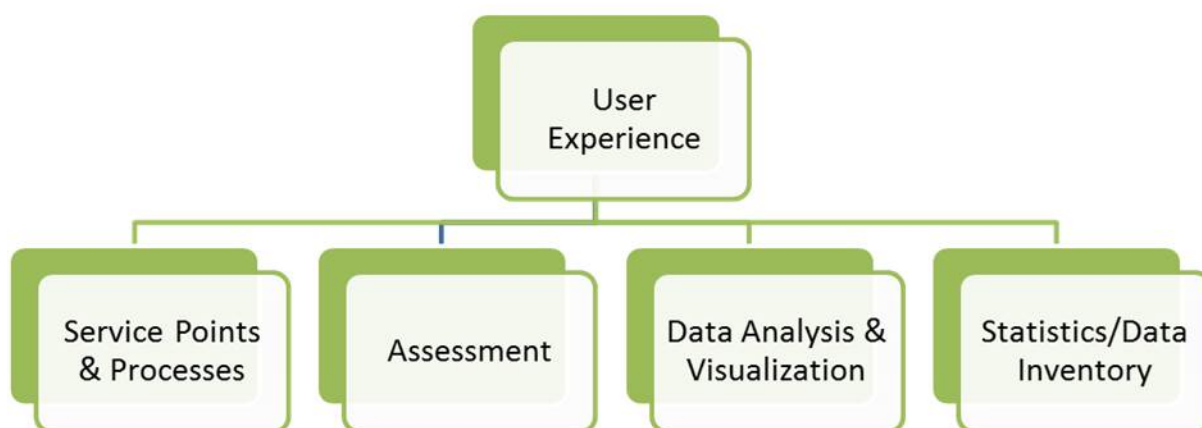 User
Experience
Service Points
& Processes
Assessment
Data Analysis &
Visualization
Statistics/Data
Inventory